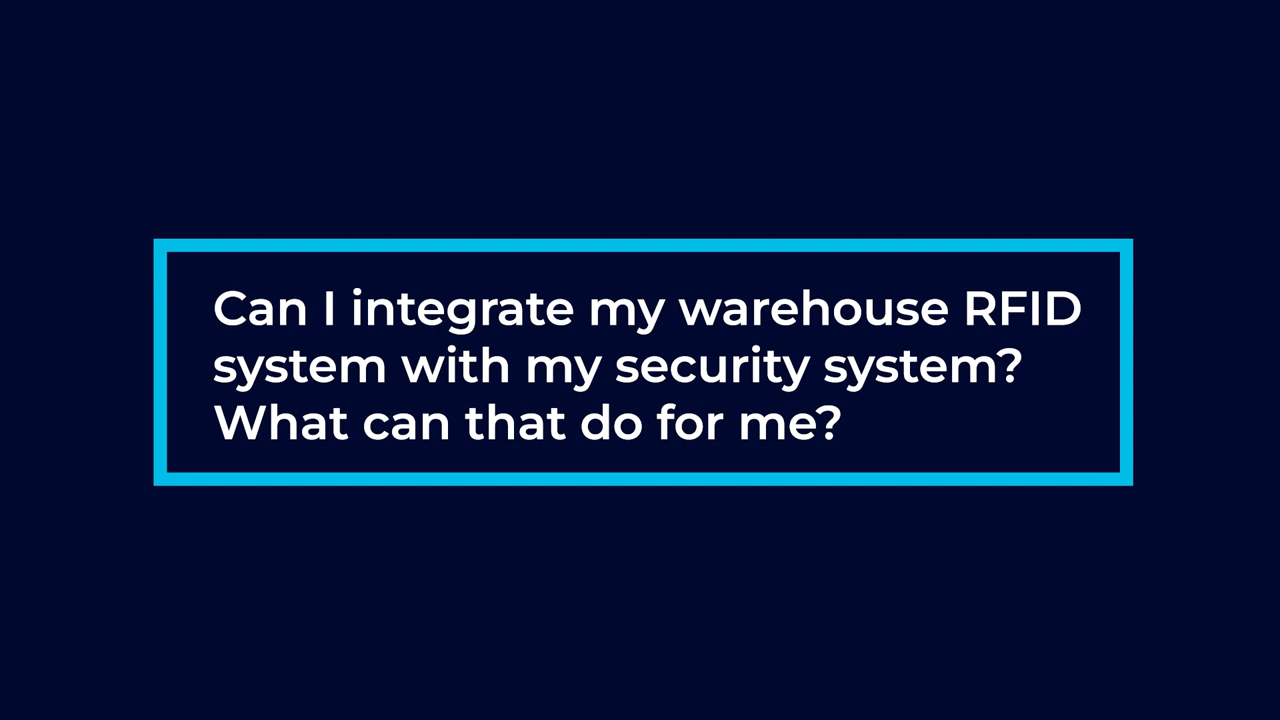 Can I integrate my warehouse RFID
system with my security system?
What can that do for me?